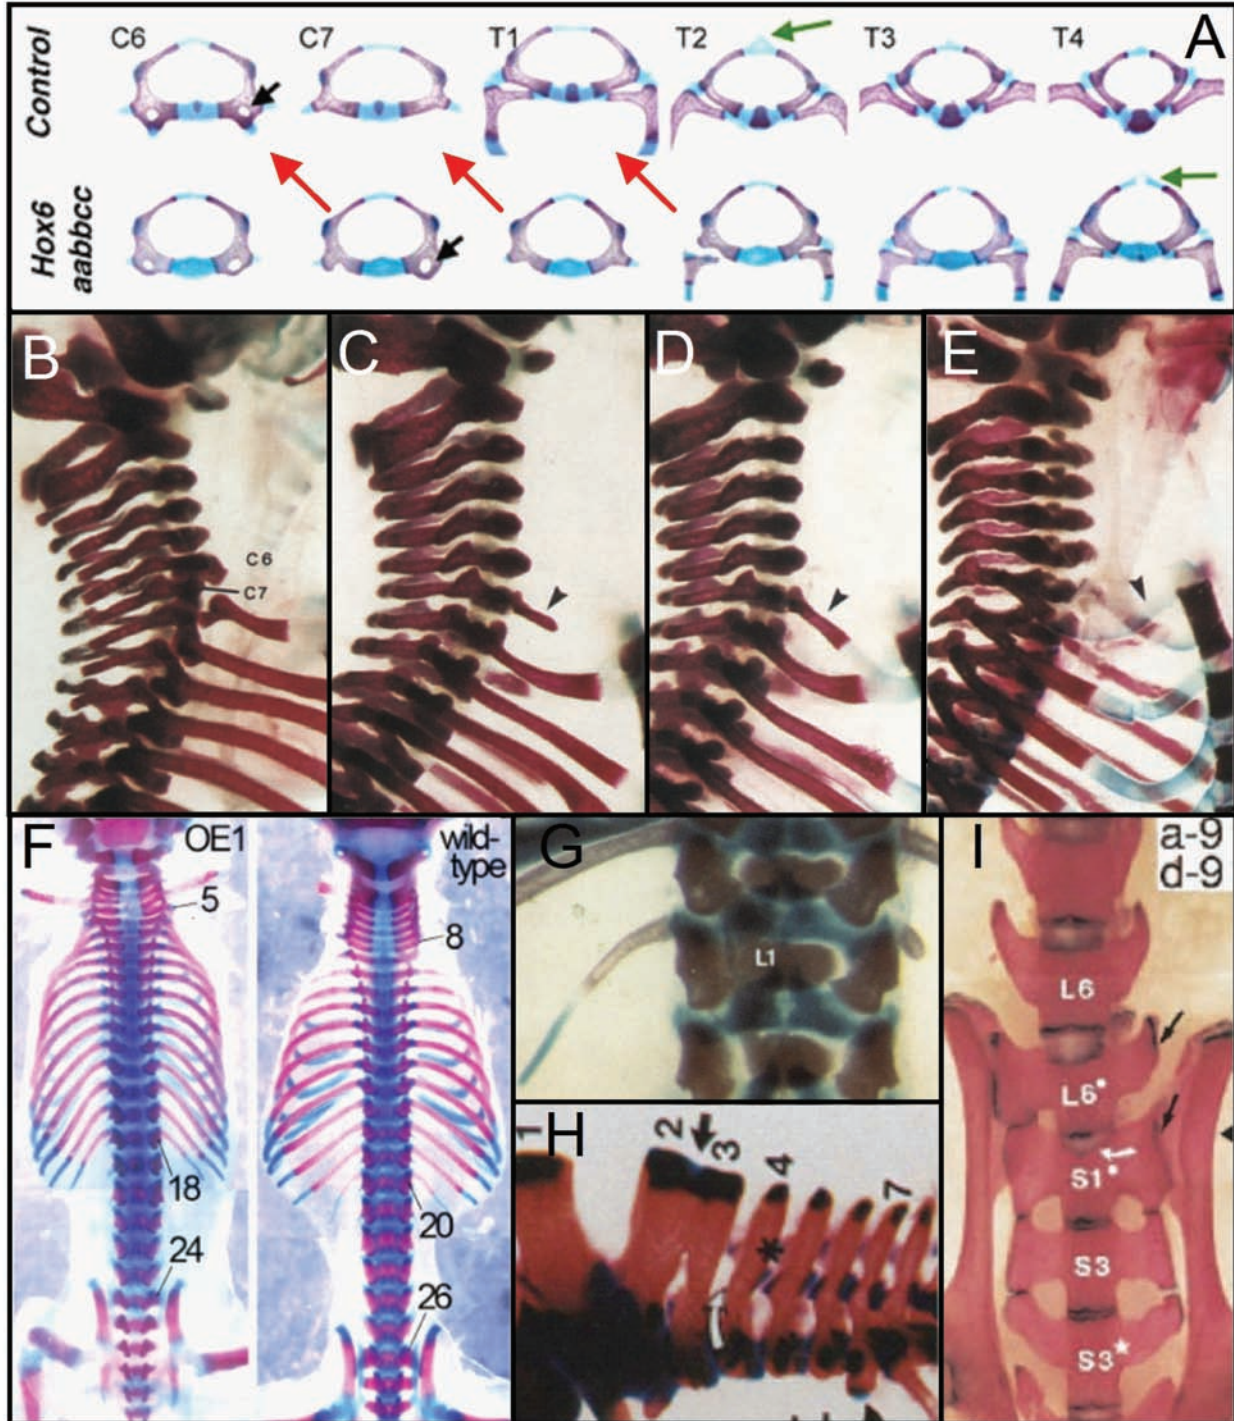 A
Control
C6 C7 T1 T2 T3 T4
Hox6
aabbcc
B
C6
C7
C
D
E
F
OE1
5
18
24
wild-
type
8
20
26
G
L1
H
1 2 3 4 7
I
a-9
d-9
L6
L6•
S1•
S3
S3★